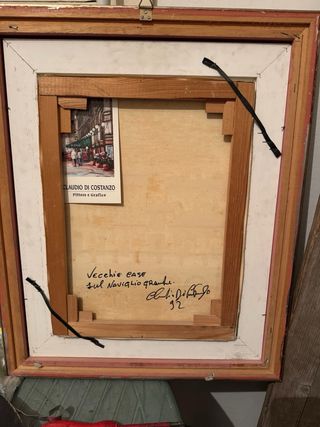 CLAUDIO DI COSTANZO
Pittore e Grafico
Vecchie case
sul Naviglio grande
92